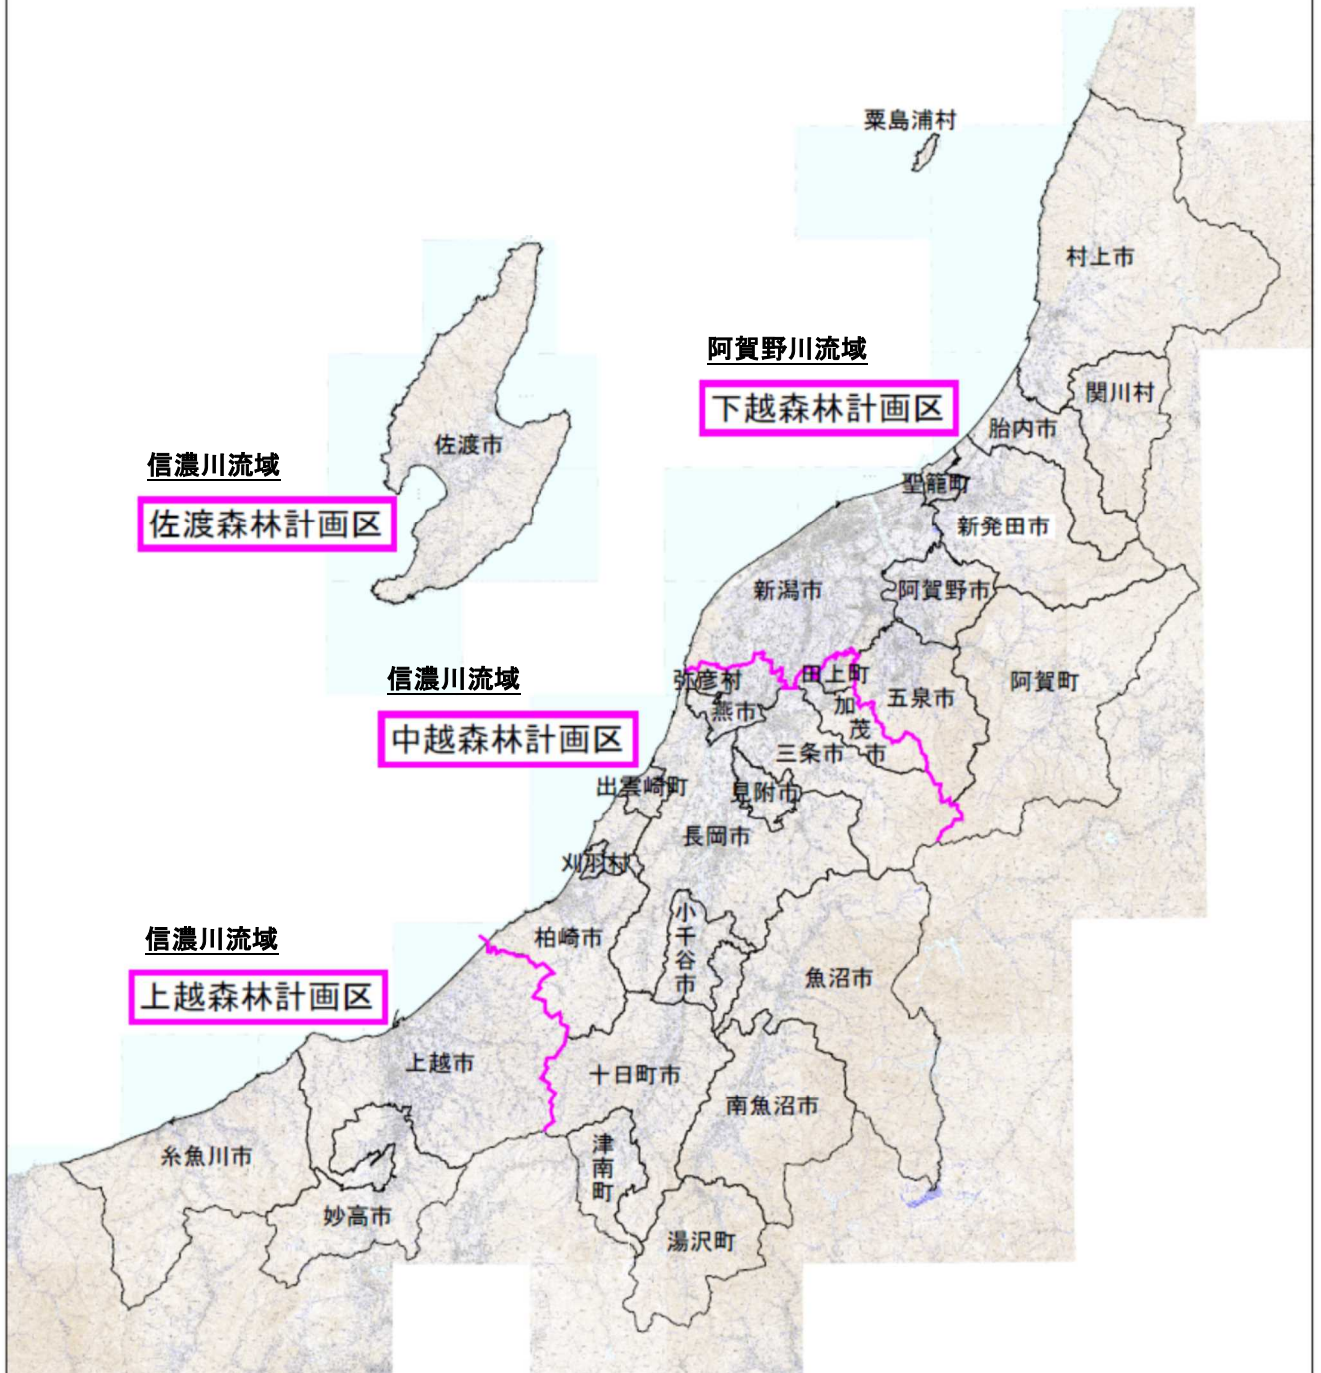 粟島浦村
村上市
阿賀野川流域
下越森林計画区
関川村
胎内市
佐渡市
信濃川流域
佐渡森林計画区
聖籠町
新発田市
新潟市
阿賀野市
信濃川流域
中越森林計画区
弥彦村
田上町
五泉市
阿賀町
燕市
加茂市
三条市
出雲崎町
見附市
長岡市
刈羽村
信濃川流域
上越森林計画区
柏崎市
小千谷市
魚沼市
上越市
十日町市
南魚沼市
糸魚川市
津南町
妙高市
湯沢町